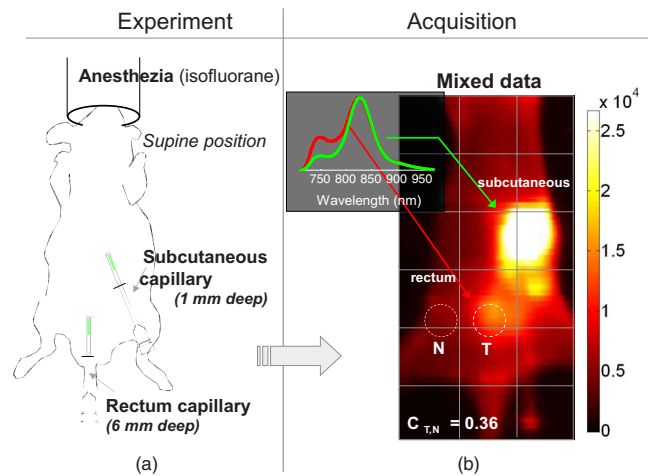 Experiment
Acquisition
Anesthezia (isofluorane)
Supine position
Subcutaneous
capillary
(1 mm deep)
Rectum capillary
(6 mm deep)
(a)
Mixed data
750 800 850 900 950
Wavelength (nm)
subcutaneous
rectum
N
T
C T,N = 0.36
x 10^4
2.5
2
1.5
1
0.5
0
(b)